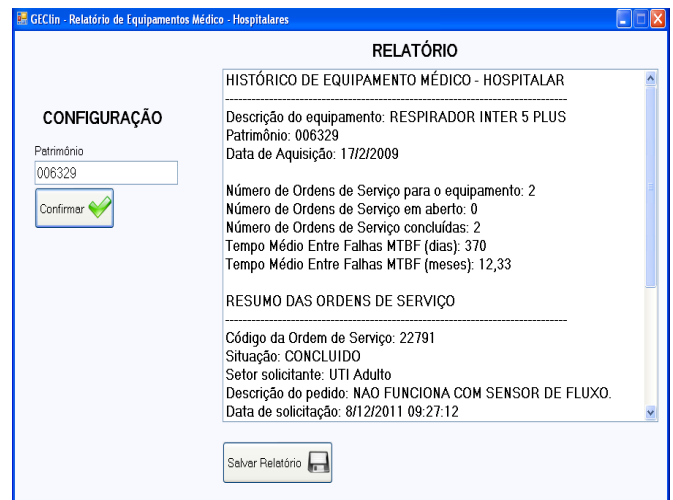 GEClin - Relatório de Equipamentos Médico - Hospitalares
RELATÓRIO
CONFIGURAÇÃO
Patrimônio
006329
Confirmar
HISTÓRICO DE EQUIPAMENTO MÉDICO - HOSPITALAR
--------------------------------------------------------------------------------
Descrição do equipamento: RESPIRADOR INTER 5 PLUS
Patrimônio: 006329
Data de Aquisição: 17/2/2009
Número de Ordens de Serviço para o equipamento: 2
Número de Ordens de Serviço em aberto: 0
Número de Ordens de Serviço concluídas: 2
Tempo Médio Entre Falhas MTBF (dias): 370
Tempo Médio Entre Falhas MTBF (meses): 12,33
RESUMO DAS ORDENS DE SERVIÇO
--------------------------------------------------------------------------------
Código da Ordem de Serviço: 22791
Situação: CONCLUIDO
Setor solicitante: UTI Adulto
Descrição do pedido: NAO FUNCIONA COM SENSOR DE FLUXO.
Data de solicitação: 8/12/2011 09:27:12
Salvar Relatório